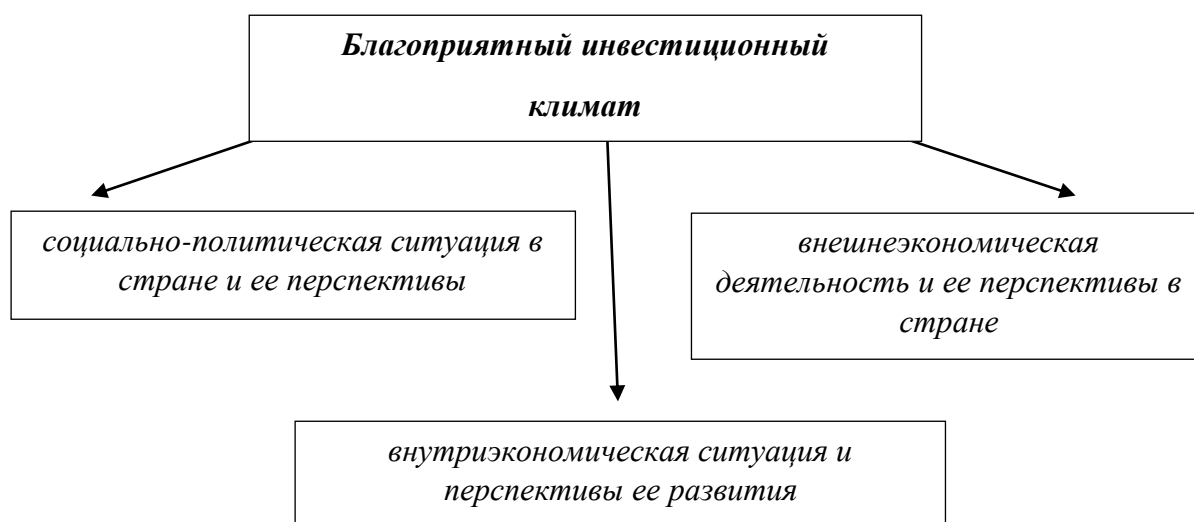 Благоприятный инвестиционный
климат
социально-политическая ситуация в
стране и ее перспективы
внешнеэкономическая
деятельность и ее перспективы в
стране
внутриэкономическая ситуация и
перспективы ее развития